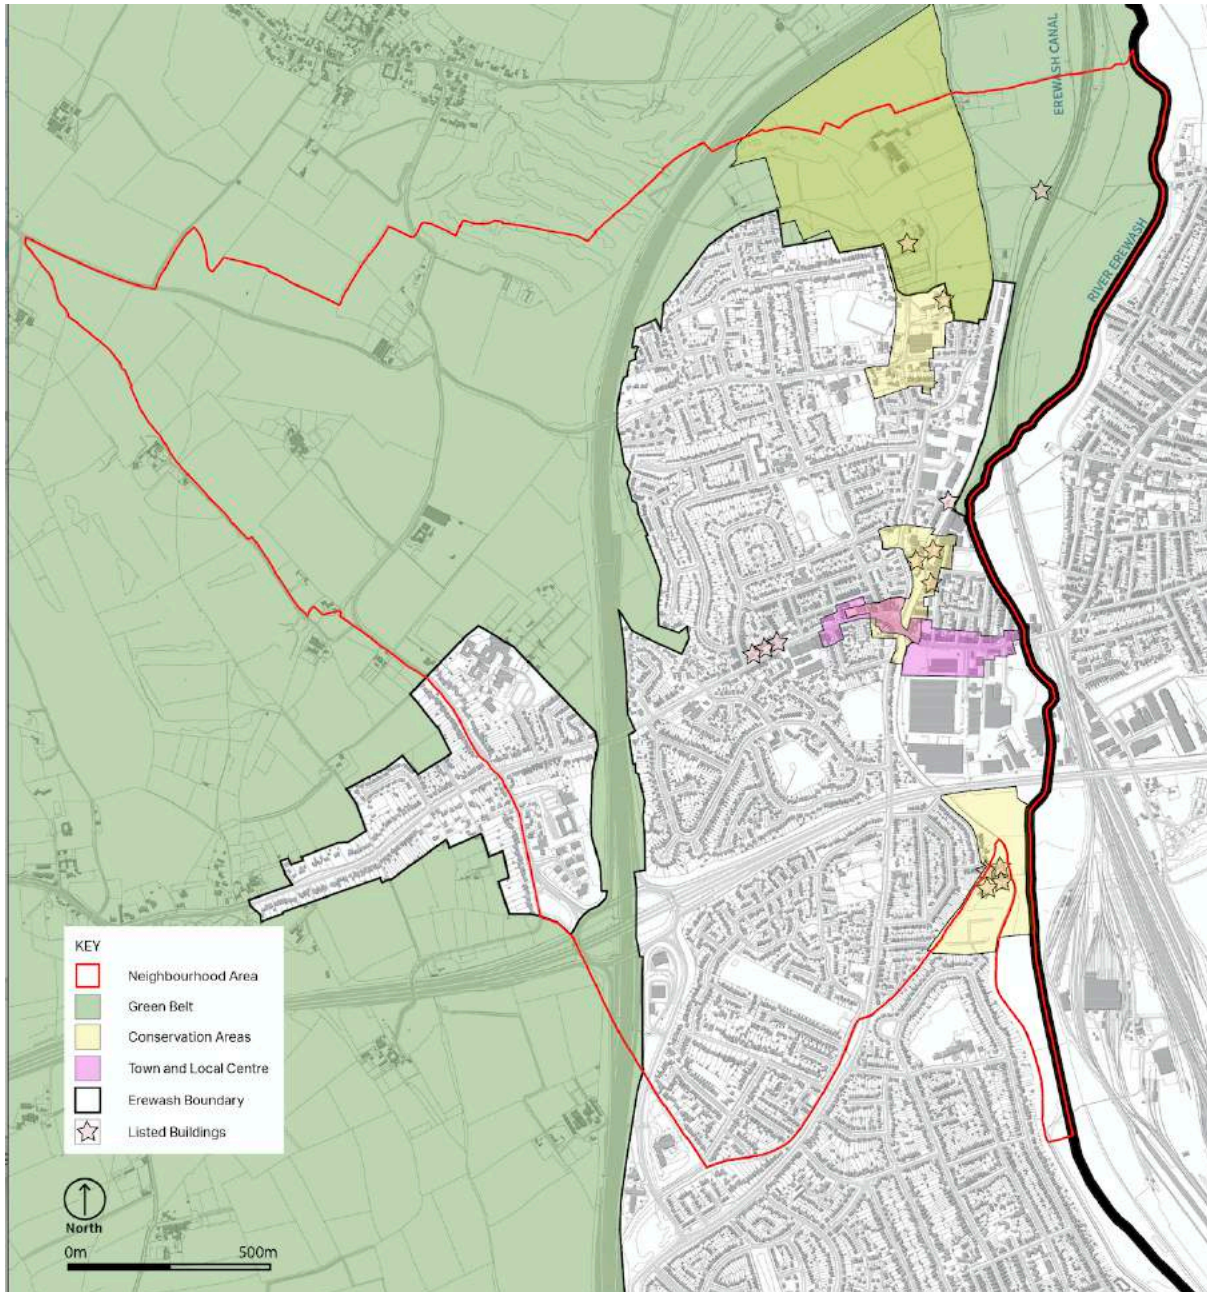 EREWASH CANAL
RIVER EREWASH
KEY
Neighbourhood Area
Green Belt
Conservation Areas
Town and Local Centre
Erewash Boundary
Listed Buildings
North
0m 500m